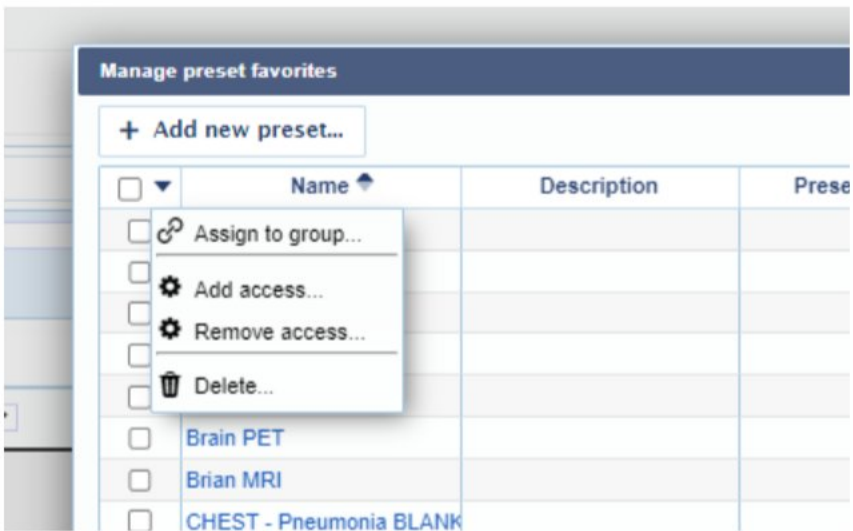 Manage preset favorites
+ Add new preset...
Name Description Prese
Assign to group...
Add access...
Remove access...
Delete...
Brain PET
Brian MRI
CHEST - Pneumonia BLANK